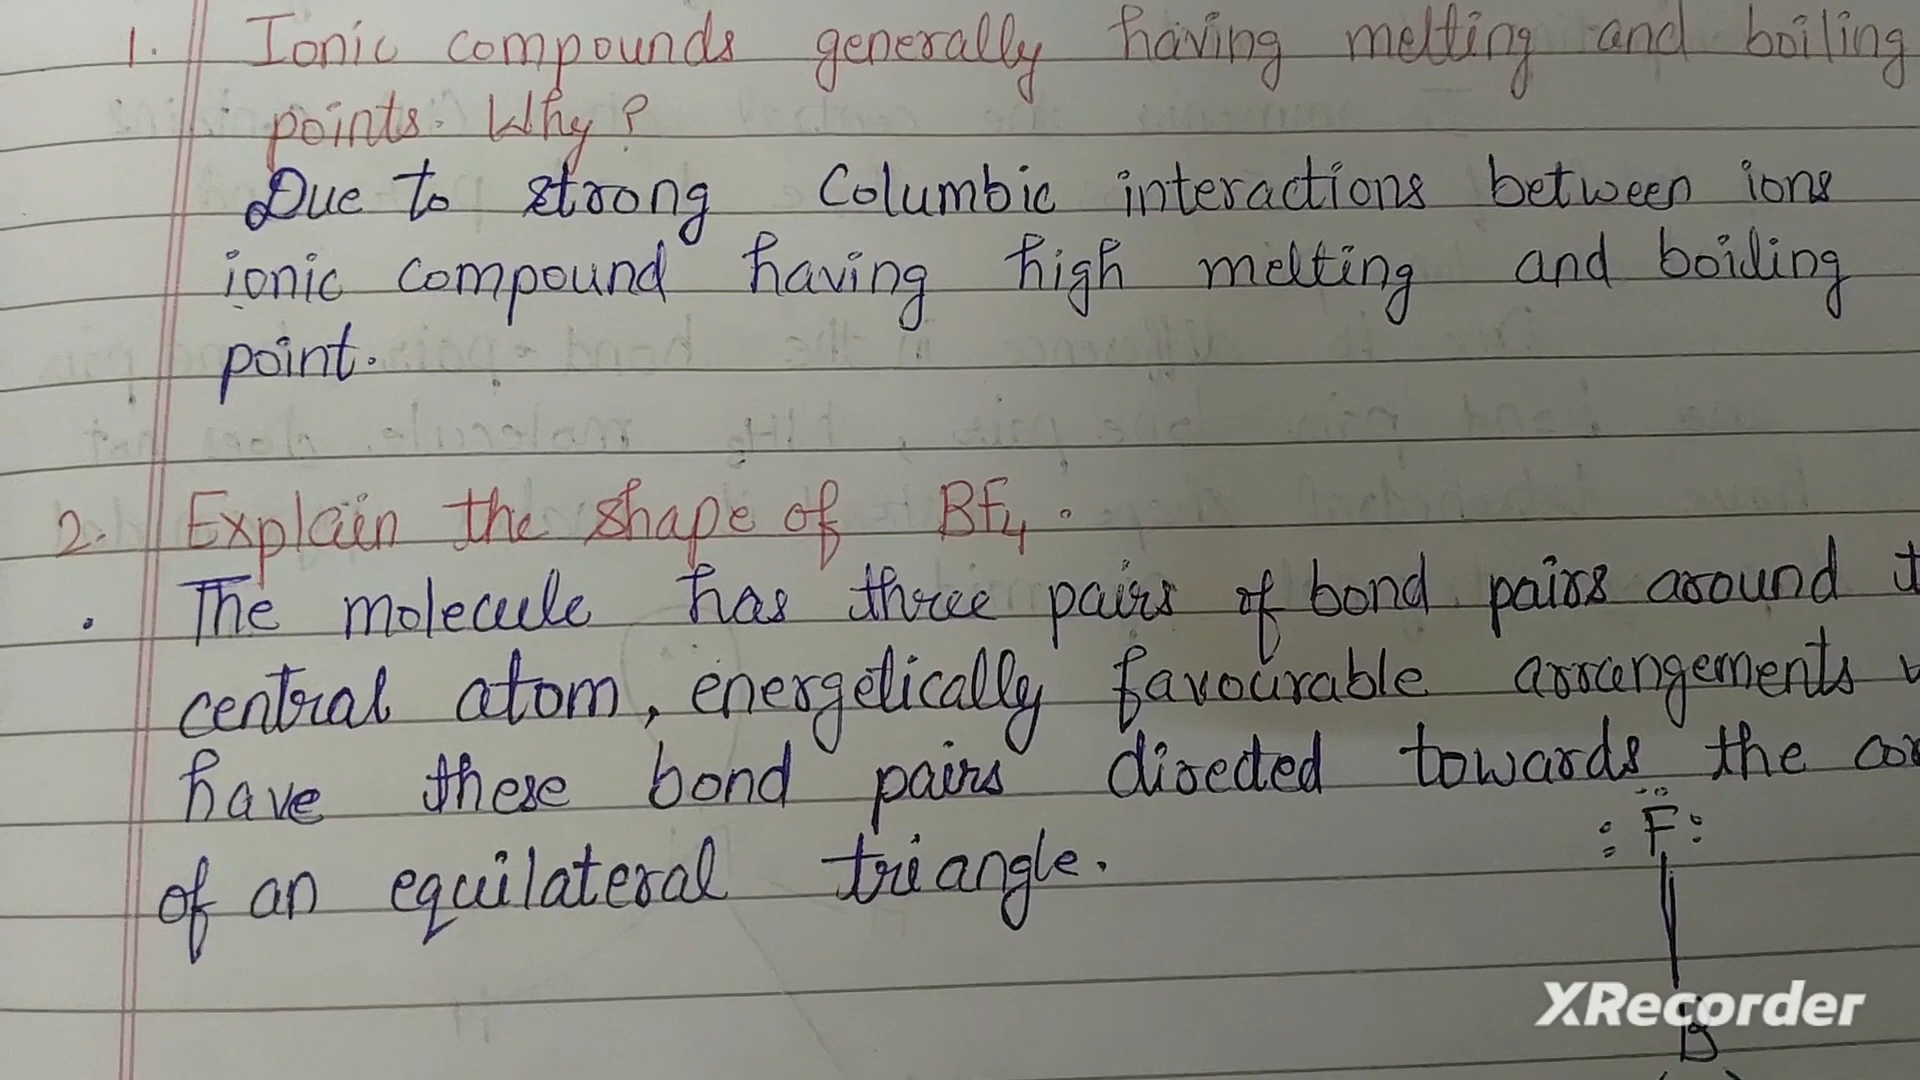 1. Ionic compounds generally having melting and boiling
points. Why?
Due to strong Columbic interactions between ions
ionic compound having high melting and boiling
point.
2. Explain the shape of BF4.
. The molecule has three pairs of bond pairs around t
central atom, energetically favourable arrangements
have these bond pairs directed towards the cor
of an equilateral triangle.
F
B
XRecorder